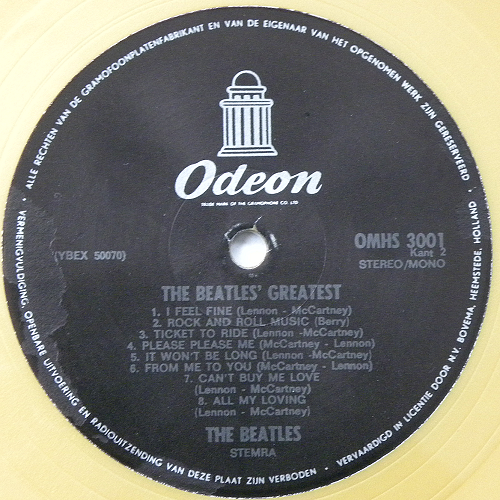 · ALLE RECHTEN VAN DE GRAMOFOONPLATENFABRIKANT EN VAN DE EIGENAAR VAN HET OPGENOMEN WERK ZIJN GERESERVEERD ·
Odeon
TRADE MARK OF THE GRAMOPHONE CO. LTD
(YBEX 50070)
OMHS 3001
Kant 2
STEREO/MONO
THE BEATLES' GREATEST
1. I FEEL FINE (Lennon -McCartney)
2. ROCK AND ROLL MUSIC (Berry)
3. TICKET TO RIDE (Lennon - McCartney)
4. PLEASE PLEASE ME (McCartney - Lennon)
5. IT WON'T BE LONG (Lennon -McCartney)
6. FROM ME TO YOU (McCartney - Lennon)
7. CAN'T BUY ME LOVE
(Lennon - McCartney)
8. ALL MY LOVING
(Lennon - McCartney)
THE BEATLES
STEMRA
· VERMENIGVULDIGING, OPENBARE UITVOERING EN RADIOUITZENDING VAN DEZE PLAAT ZIJN VERBODEN · VERVAARDIGD IN LICENTIE DOOR N.V. BOVEMA, HEEMSTEDE, HOLLAND ·